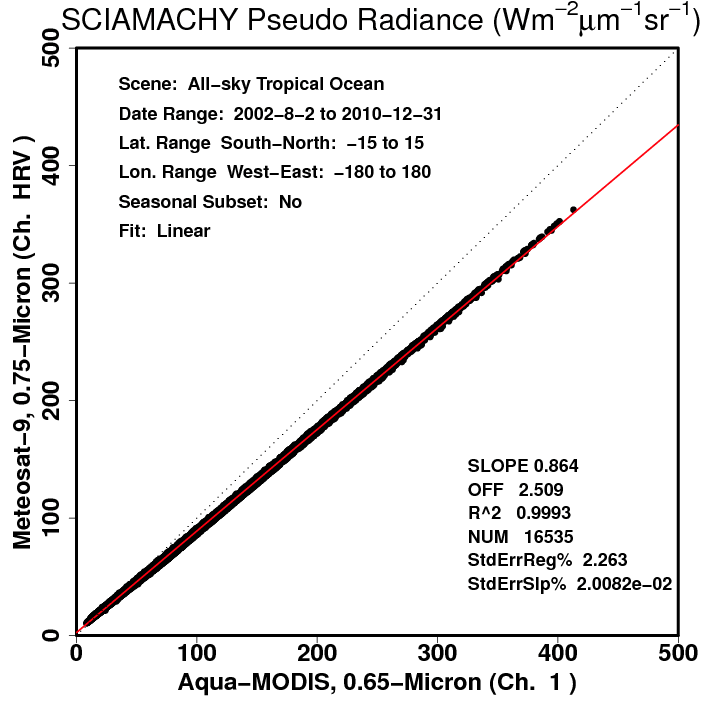 SCIAMACHY Pseudo Radiance (Wm⁻²μm⁻¹sr⁻¹)
Scene:  All−sky Tropical Ocean
Date Range:  2002−8−2 to 2010−12−31
Lat. Range  South−North:  −15 to 15
Lon. Range  West−East:  −180 to 180
Seasonal Subset:  No
Fit:  Linear
SLOPE 0.864
OFF   2.509
R^2   0.9993
NUM   16535
StdErrReg%  2.263
StdErrSlp%  2.0082e−02
Meteosat−9, 0.75−Micron (Ch.  HRV )
500
400
300
200
100
0
0 100 200 300 400 500
Aqua−MODIS, 0.65−Micron (Ch.  1 )